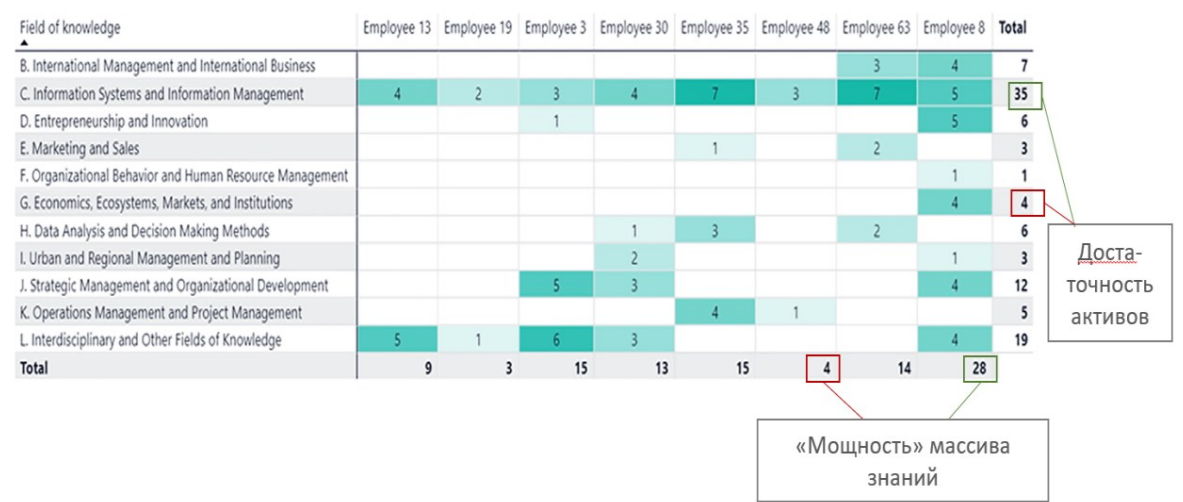 Field of knowledge Employee 13 Employee 19 Employee 3 Employee 30 Employee 35 Employee 48 Employee 63 Employee 8 Total
B. International Management and International Business 3 4 7
C. Information Systems and Information Management 4 2 3 4 7 3 7 5 35
D. Entrepreneurship and Innovation 1 5 6
E. Marketing and Sales 1 2 3
F. Organizational Behavior and Human Resource Management 1 1
G. Economics, Ecosystems, Markets, and Institutions 4 4
H. Data Analysis and Decision Making Methods 1 3 2 6
I. Urban and Regional Management and Planning 2 1 3
J. Strategic Management and Organizational Development 5 3 4 12
K. Operations Management and Project Management 4 1 5
L. Interdisciplinary and Other Fields of Knowledge 5 1 6 3 4 19
Total 9 3 15 13 15 4 14 28
Доста-
точность
активов
«Мощность» массива
знаний